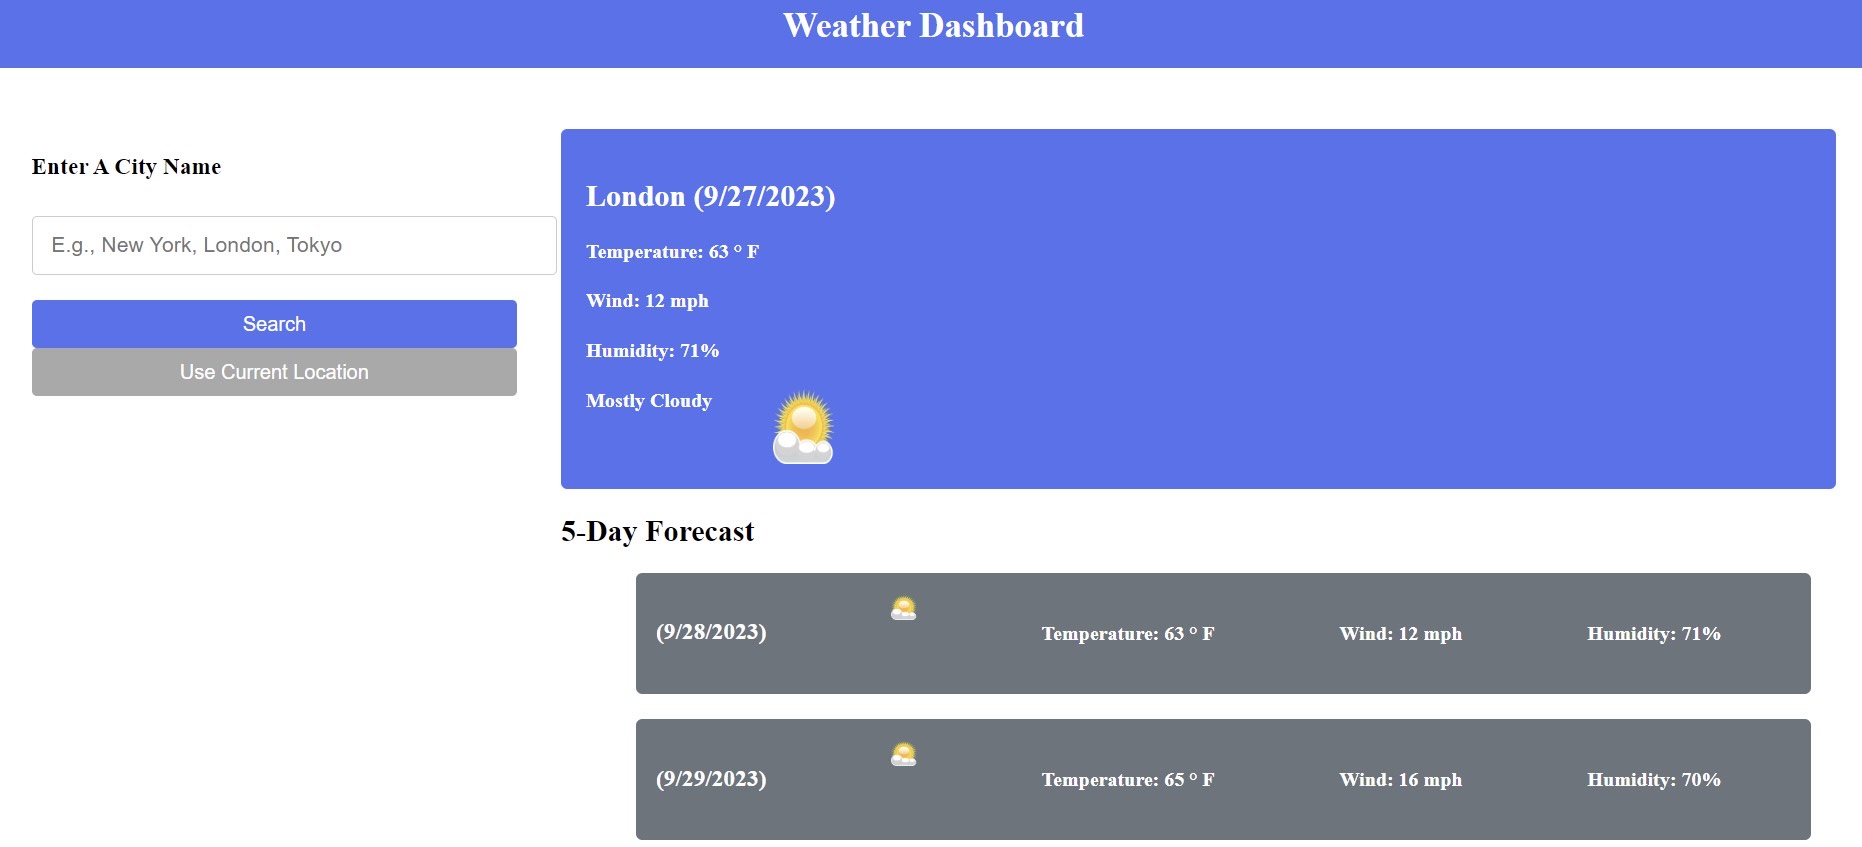 Weather Dashboard
Enter A City Name
E.g., New York, London, Tokyo
Search
Use Current Location
London (9/27/2023)
Temperature: 63 ° F
Wind: 12 mph
Humidity: 71%
Mostly Cloudy
5-Day Forecast
(9/28/2023) Temperature: 63 ° F Wind: 12 mph Humidity: 71%
(9/29/2023) Temperature: 65 ° F Wind: 16 mph Humidity: 70%